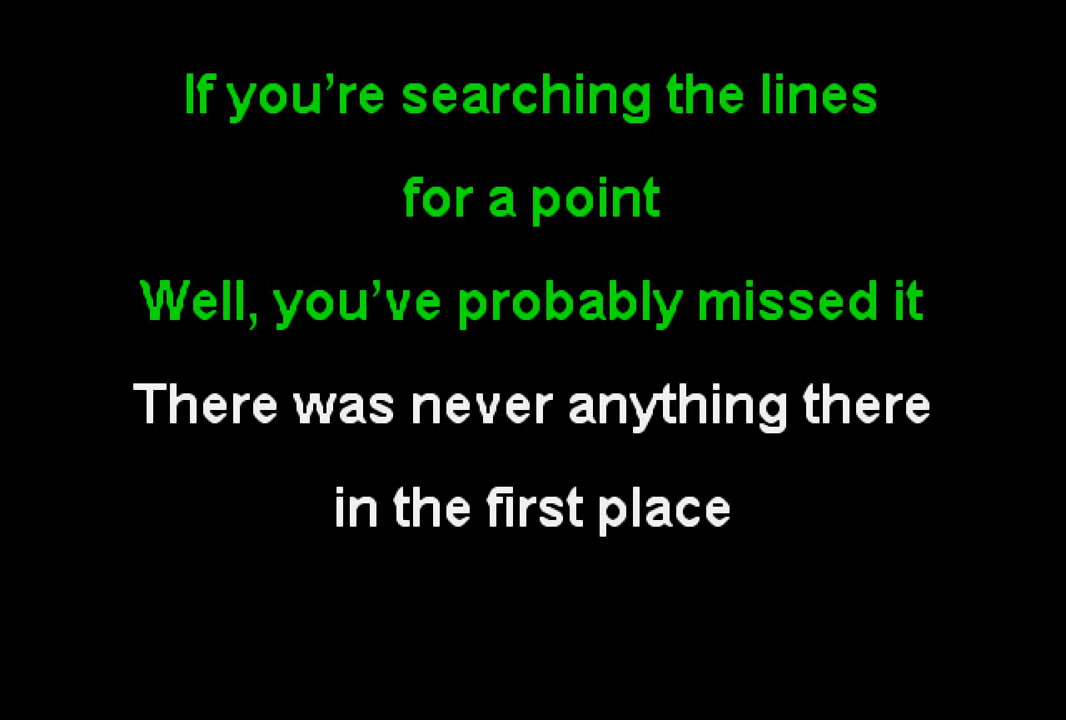 If you’re searching the lines
for a point
Well, you’ve probably missed it
There was never anything there
in the first place